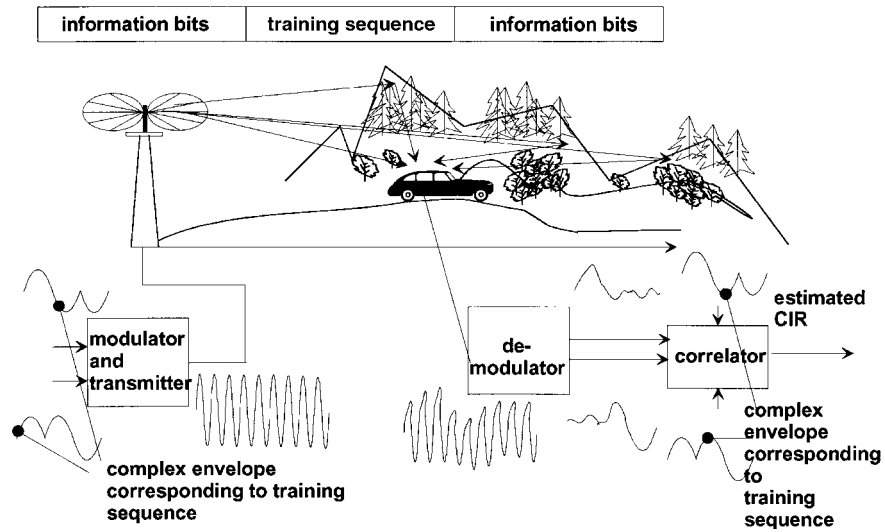 information bits
training sequence
information bits
modulator
and
transmitter
de-
modulator
correlator
estimated
CIR
complex envelope
corresponding to training
sequence
complex
envelope
corresponding
to
training
sequence